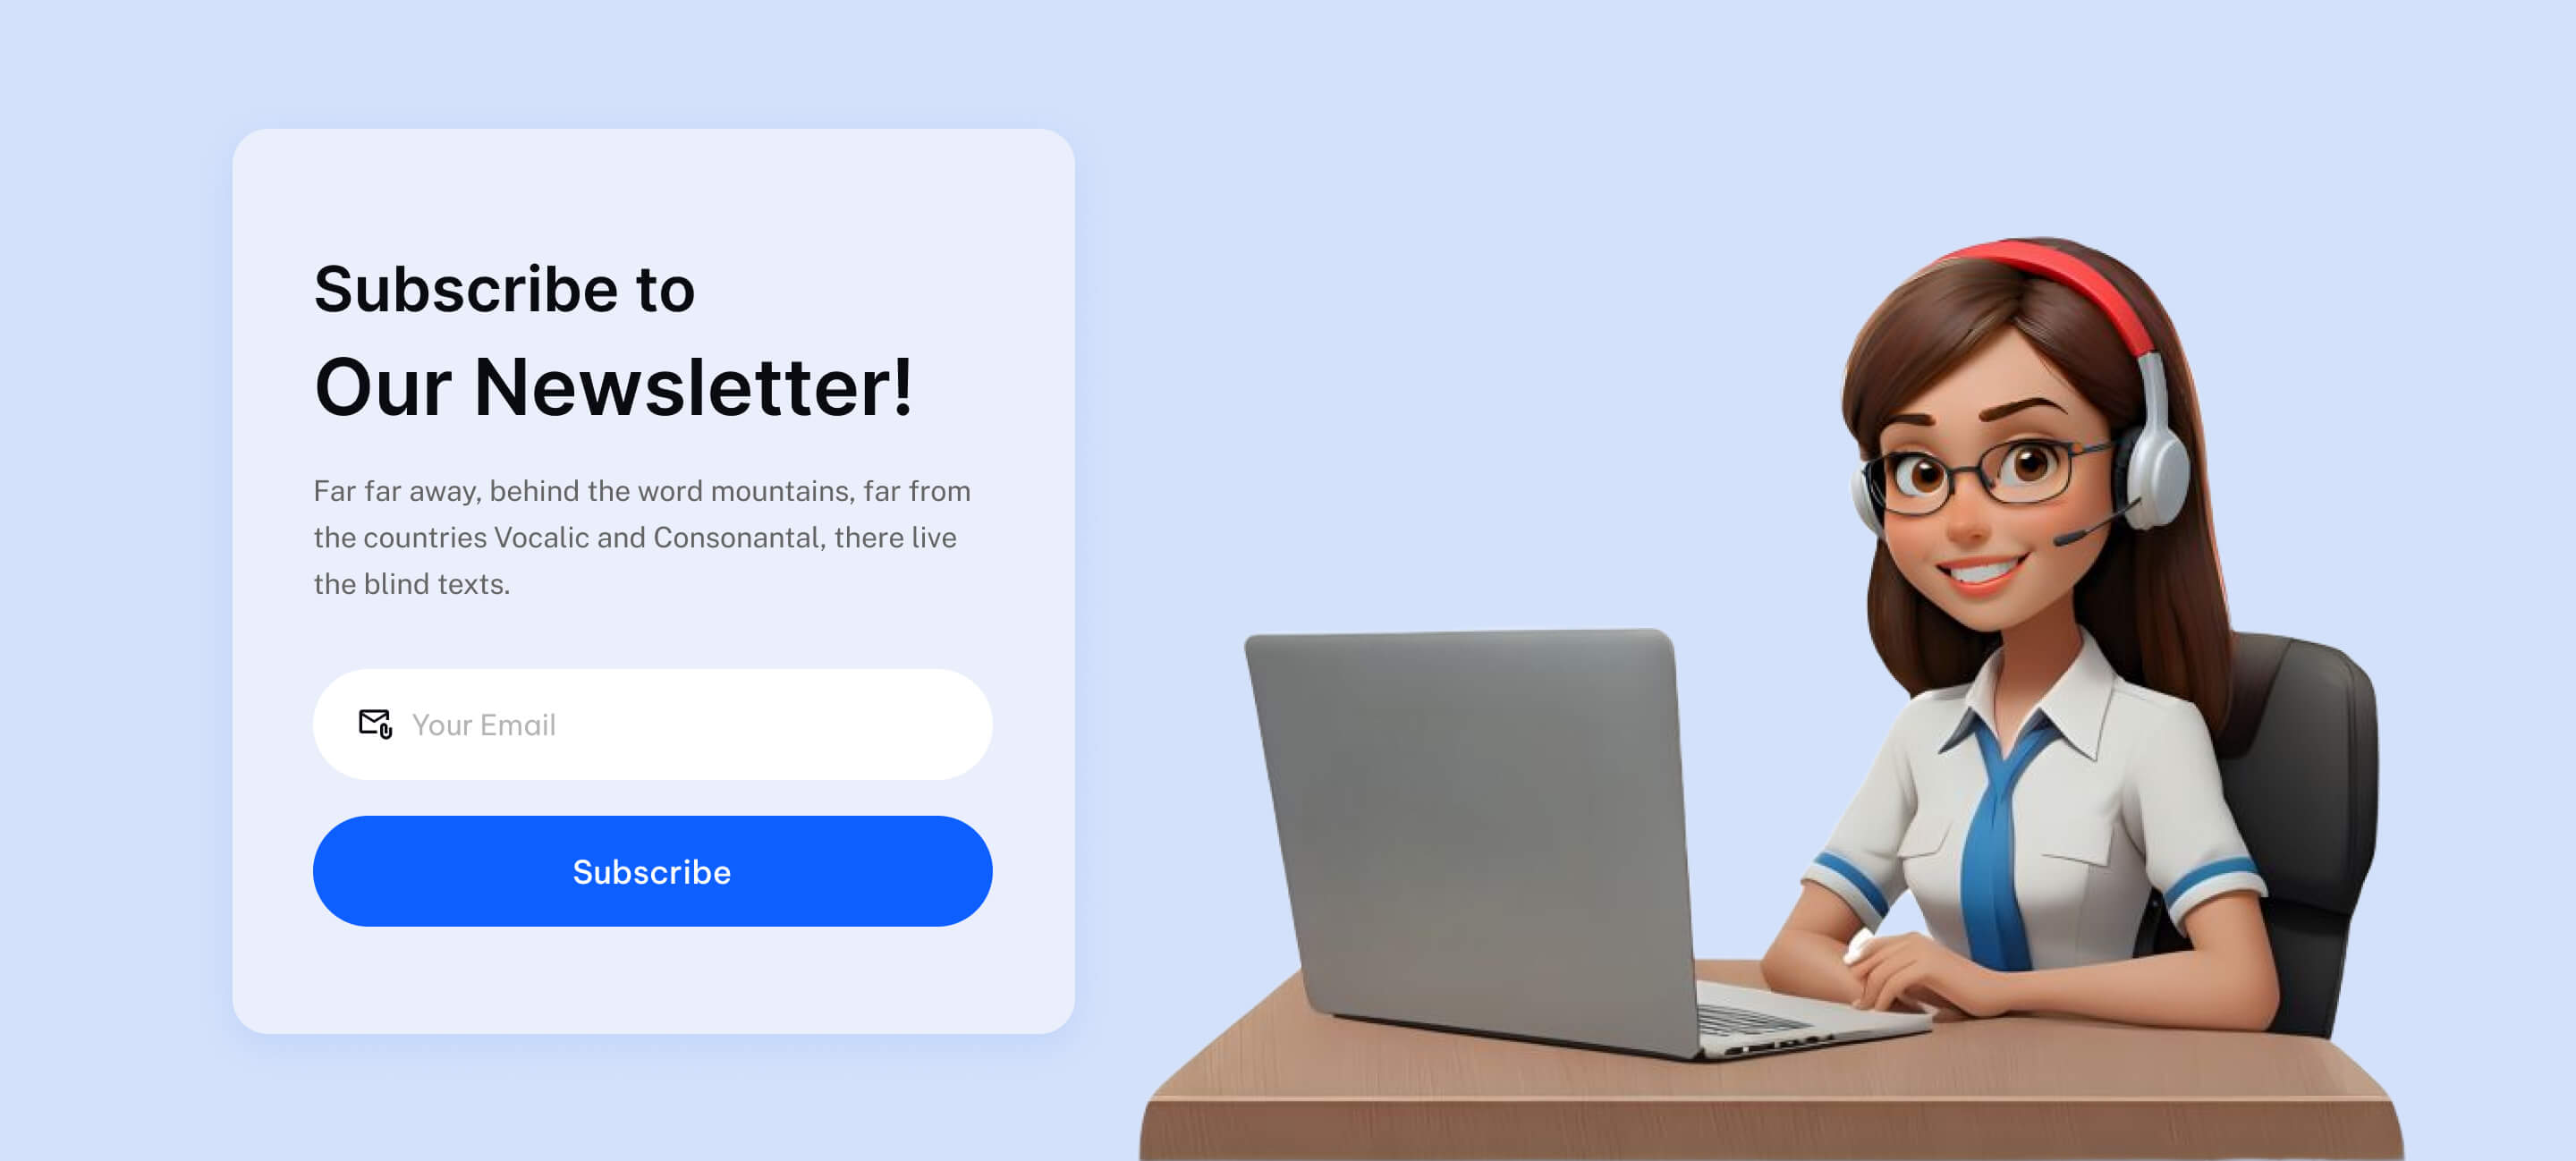 Subscribe to
Our Newsletter!
Far far away, behind the word mountains, far from
the countries Vocalic and Consonantal, there live
the blind texts.
Your Email
Subscribe